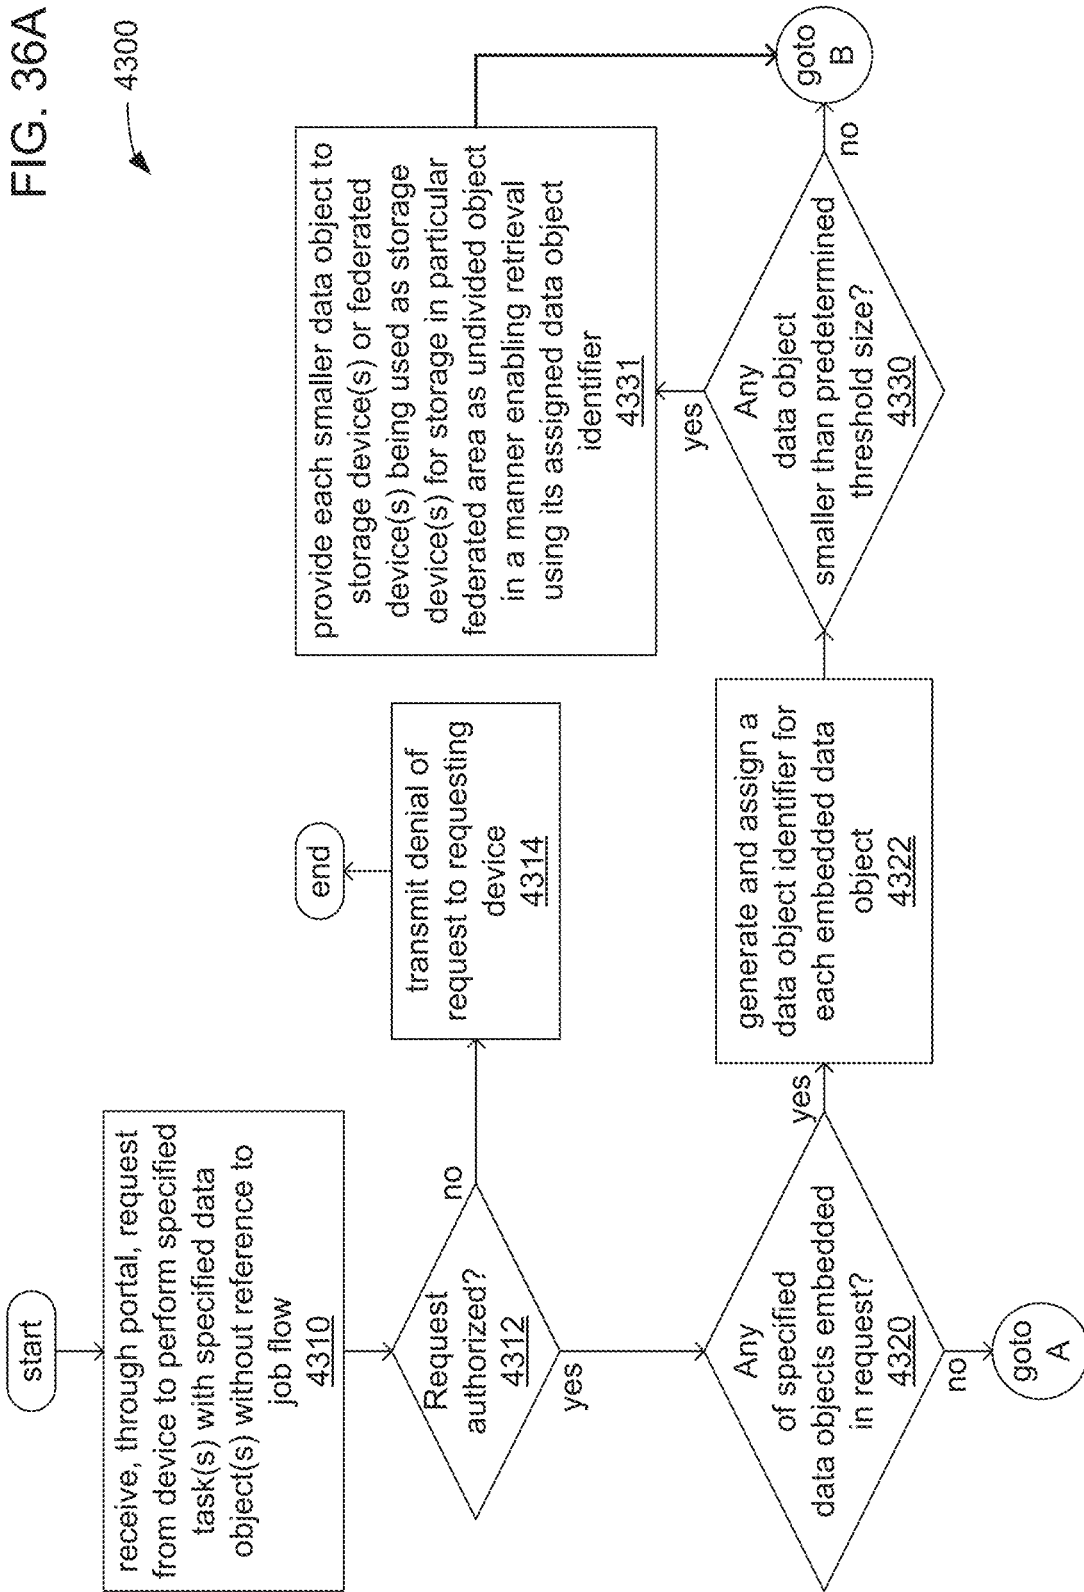 FIG. 36A
4300
start
receive, through portal, request
from device to perform specified
task(s) with specified data
object(s) without reference to
job flow
4310
Request
authorized?
4312
no
yes
transmit denial of
request to requesting
device
4314
end
Any
of specified
data objects embedded
in request?
4320
no
yes
goto
A
generate and assign a
data object identifier for
each embedded data
object
4322
Any
data object
smaller than predetermined
threshold size?
4330
yes
no
provide each smaller data object to
storage device(s) or federated
device(s) being used as storage
device(s) for storage in particular
federated area as undivided object
in a manner enabling retrieval
using its assigned data object
identifier
4331
goto
B